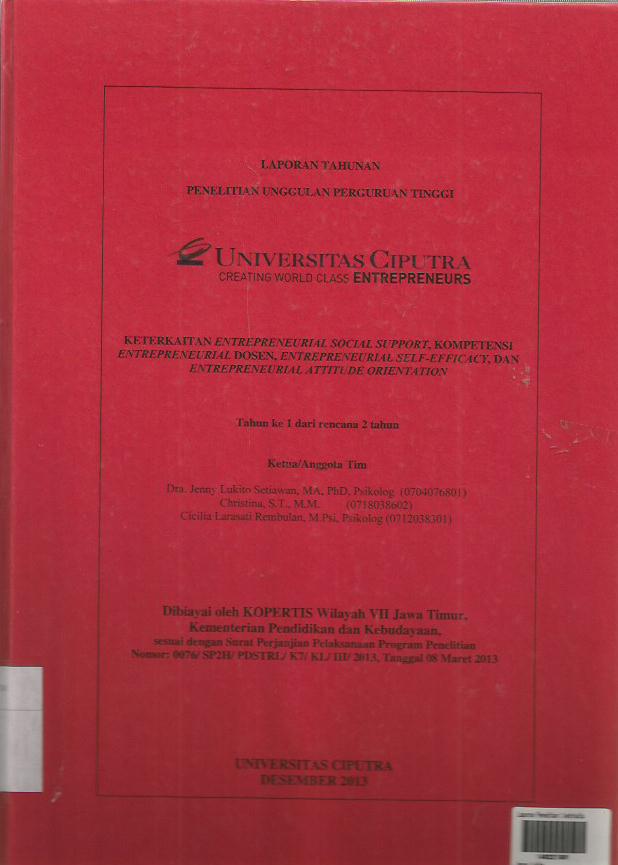 LAPORAN TAHUNAN
PENELITIAN UNGGULAN PERGURUAN TINGGI
UNIVERSITAS CIPUTRA
CREATING WORLD CLASS ENTREPRENEURS
KETERKAITAN ENTREPRENEURIAL SOCIAL SUPPORT, KOMPETENSI
ENTREPRENEURIAL DOSEN, ENTREPRENEURIAL SELF-EFFICACY, DAN
ENTREPRENEURIAL ATTITUDE ORIENTATION
Tahun ke 1 dari rencana 2 tahun
Ketua/Anggota Tim
Dra. Jenny Lukito Setiawan, MA, PhD, Psikolog (0704076801)
Christina, S.T., M.M. (0718038602)
Cicilia Larasati Rembulan, M.Psi, Psikolog (0712038301)
Dibiayai oleh KOPERTIS Wilayah VII Jawa Timur,
Kementerian Pendidikan dan Kebudayaan,
sesuai dengan Surat Perjanjian Pelaksanaan Program Penelitian
Nomor: 0076/ SP2H/ PDSTRL/ K7/ KL/ III/ 2013, Tanggal 08 Maret 2013
UNIVERSITAS CIPUTRA
DESEMBER 2013